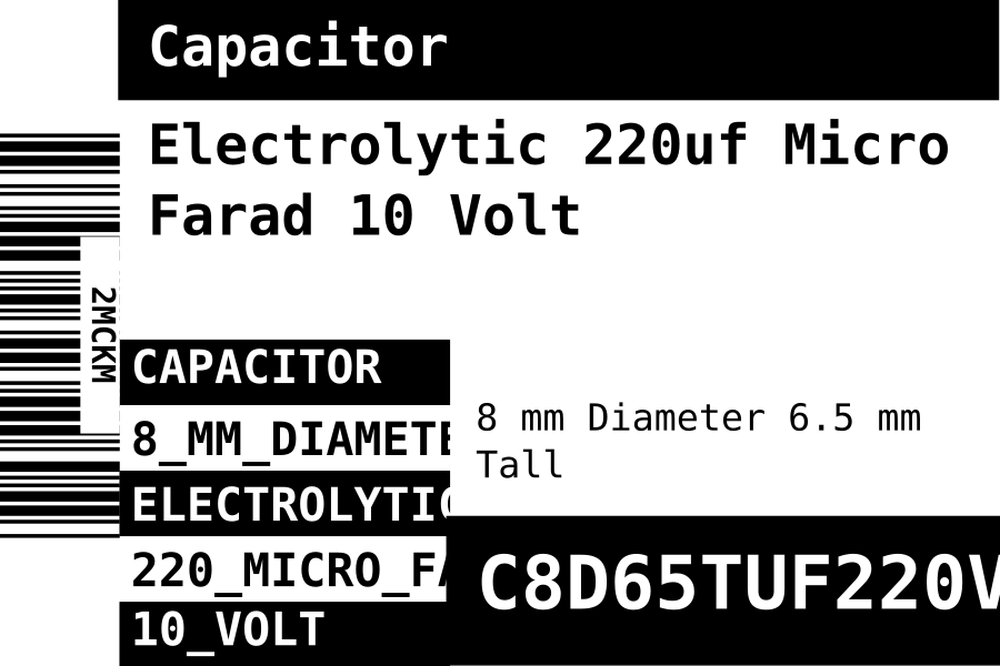 Capacitor
Electrolytic 220uf Micro
Farad 10 Volt
2MCKM
CAPACITOR
8_MM_DIAMETE
ELECTROLYTIC
220_MICRO_FA
10_VOLT
8 mm Diameter 6.5 mm
Tall
C8D65TUF220V